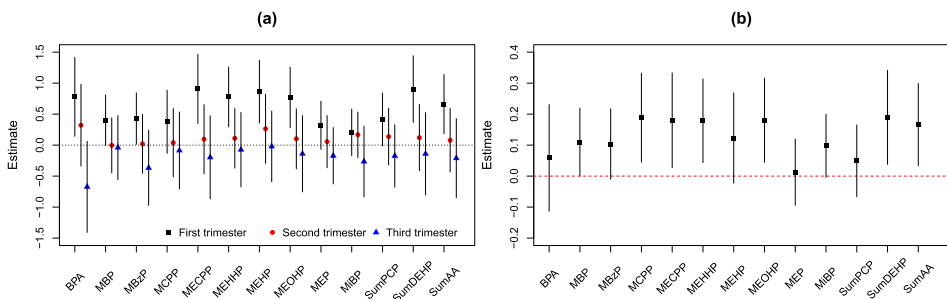 (a)
Estimate
1.5
1.0
0.5
0.0
−0.5
−1.0
−1.5
First trimester
Second trimester
Third trimester
BPA
MBP
MBzP
MCPP
MECPP
MEHHP
MEHP
MEOHP
MEP
MiBP
SumPCP
SumDEHP
SumAA
(b)
Estimate
0.4
0.3
0.2
0.1
0.0
−0.1
−0.2
BPA
MBP
MBzP
MCPP
MECPP
MEHHP
MEHP
MEOHP
MEP
MiBP
SumPCP
SumDEHP
SumAA